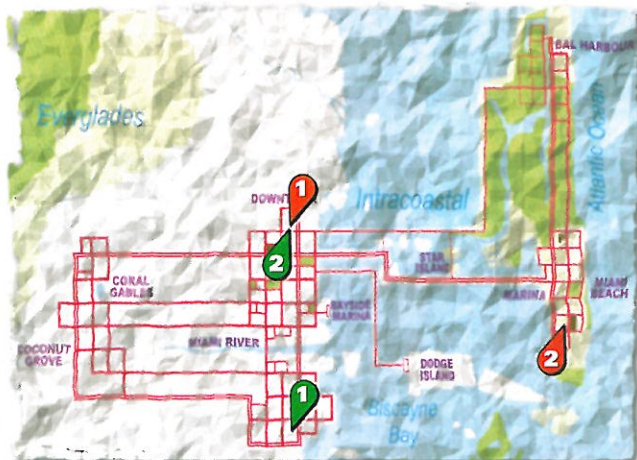 BAL HARBOUR
Everglades
Atlantic Ocean
1
Intracoastal
2
STAR
ISLAND
CORAL
GABLES
MARINA
MIAMI
BEACH
BAYSIDE
MARINA
MIAMI RIVER
COCONUT
GROVE
2
DODGE
ISLAND
1
Biscayne
Bay